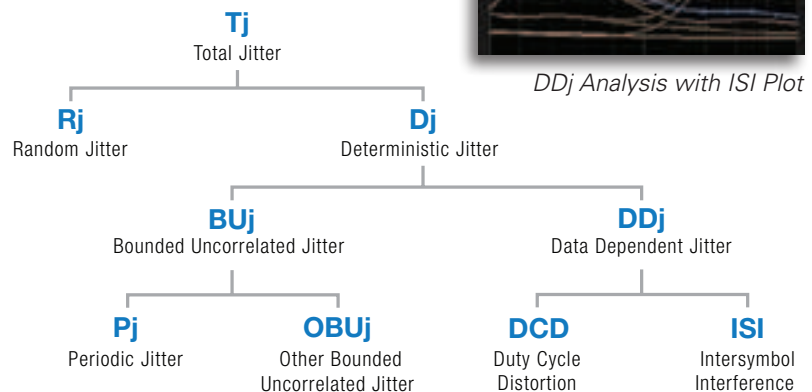 Tj
Total Jitter
DDj Analysis with ISI Plot
Rj
Random Jitter
Dj
Deterministic Jitter
BUj
Bounded Uncorrelated Jitter
DDj
Data Dependent Jitter
Pj
Periodic Jitter
OBUj
Other Bounded
Uncorrelated Jitter
DCD
Duty Cycle
Distortion
ISI
Intersymbol
Interference